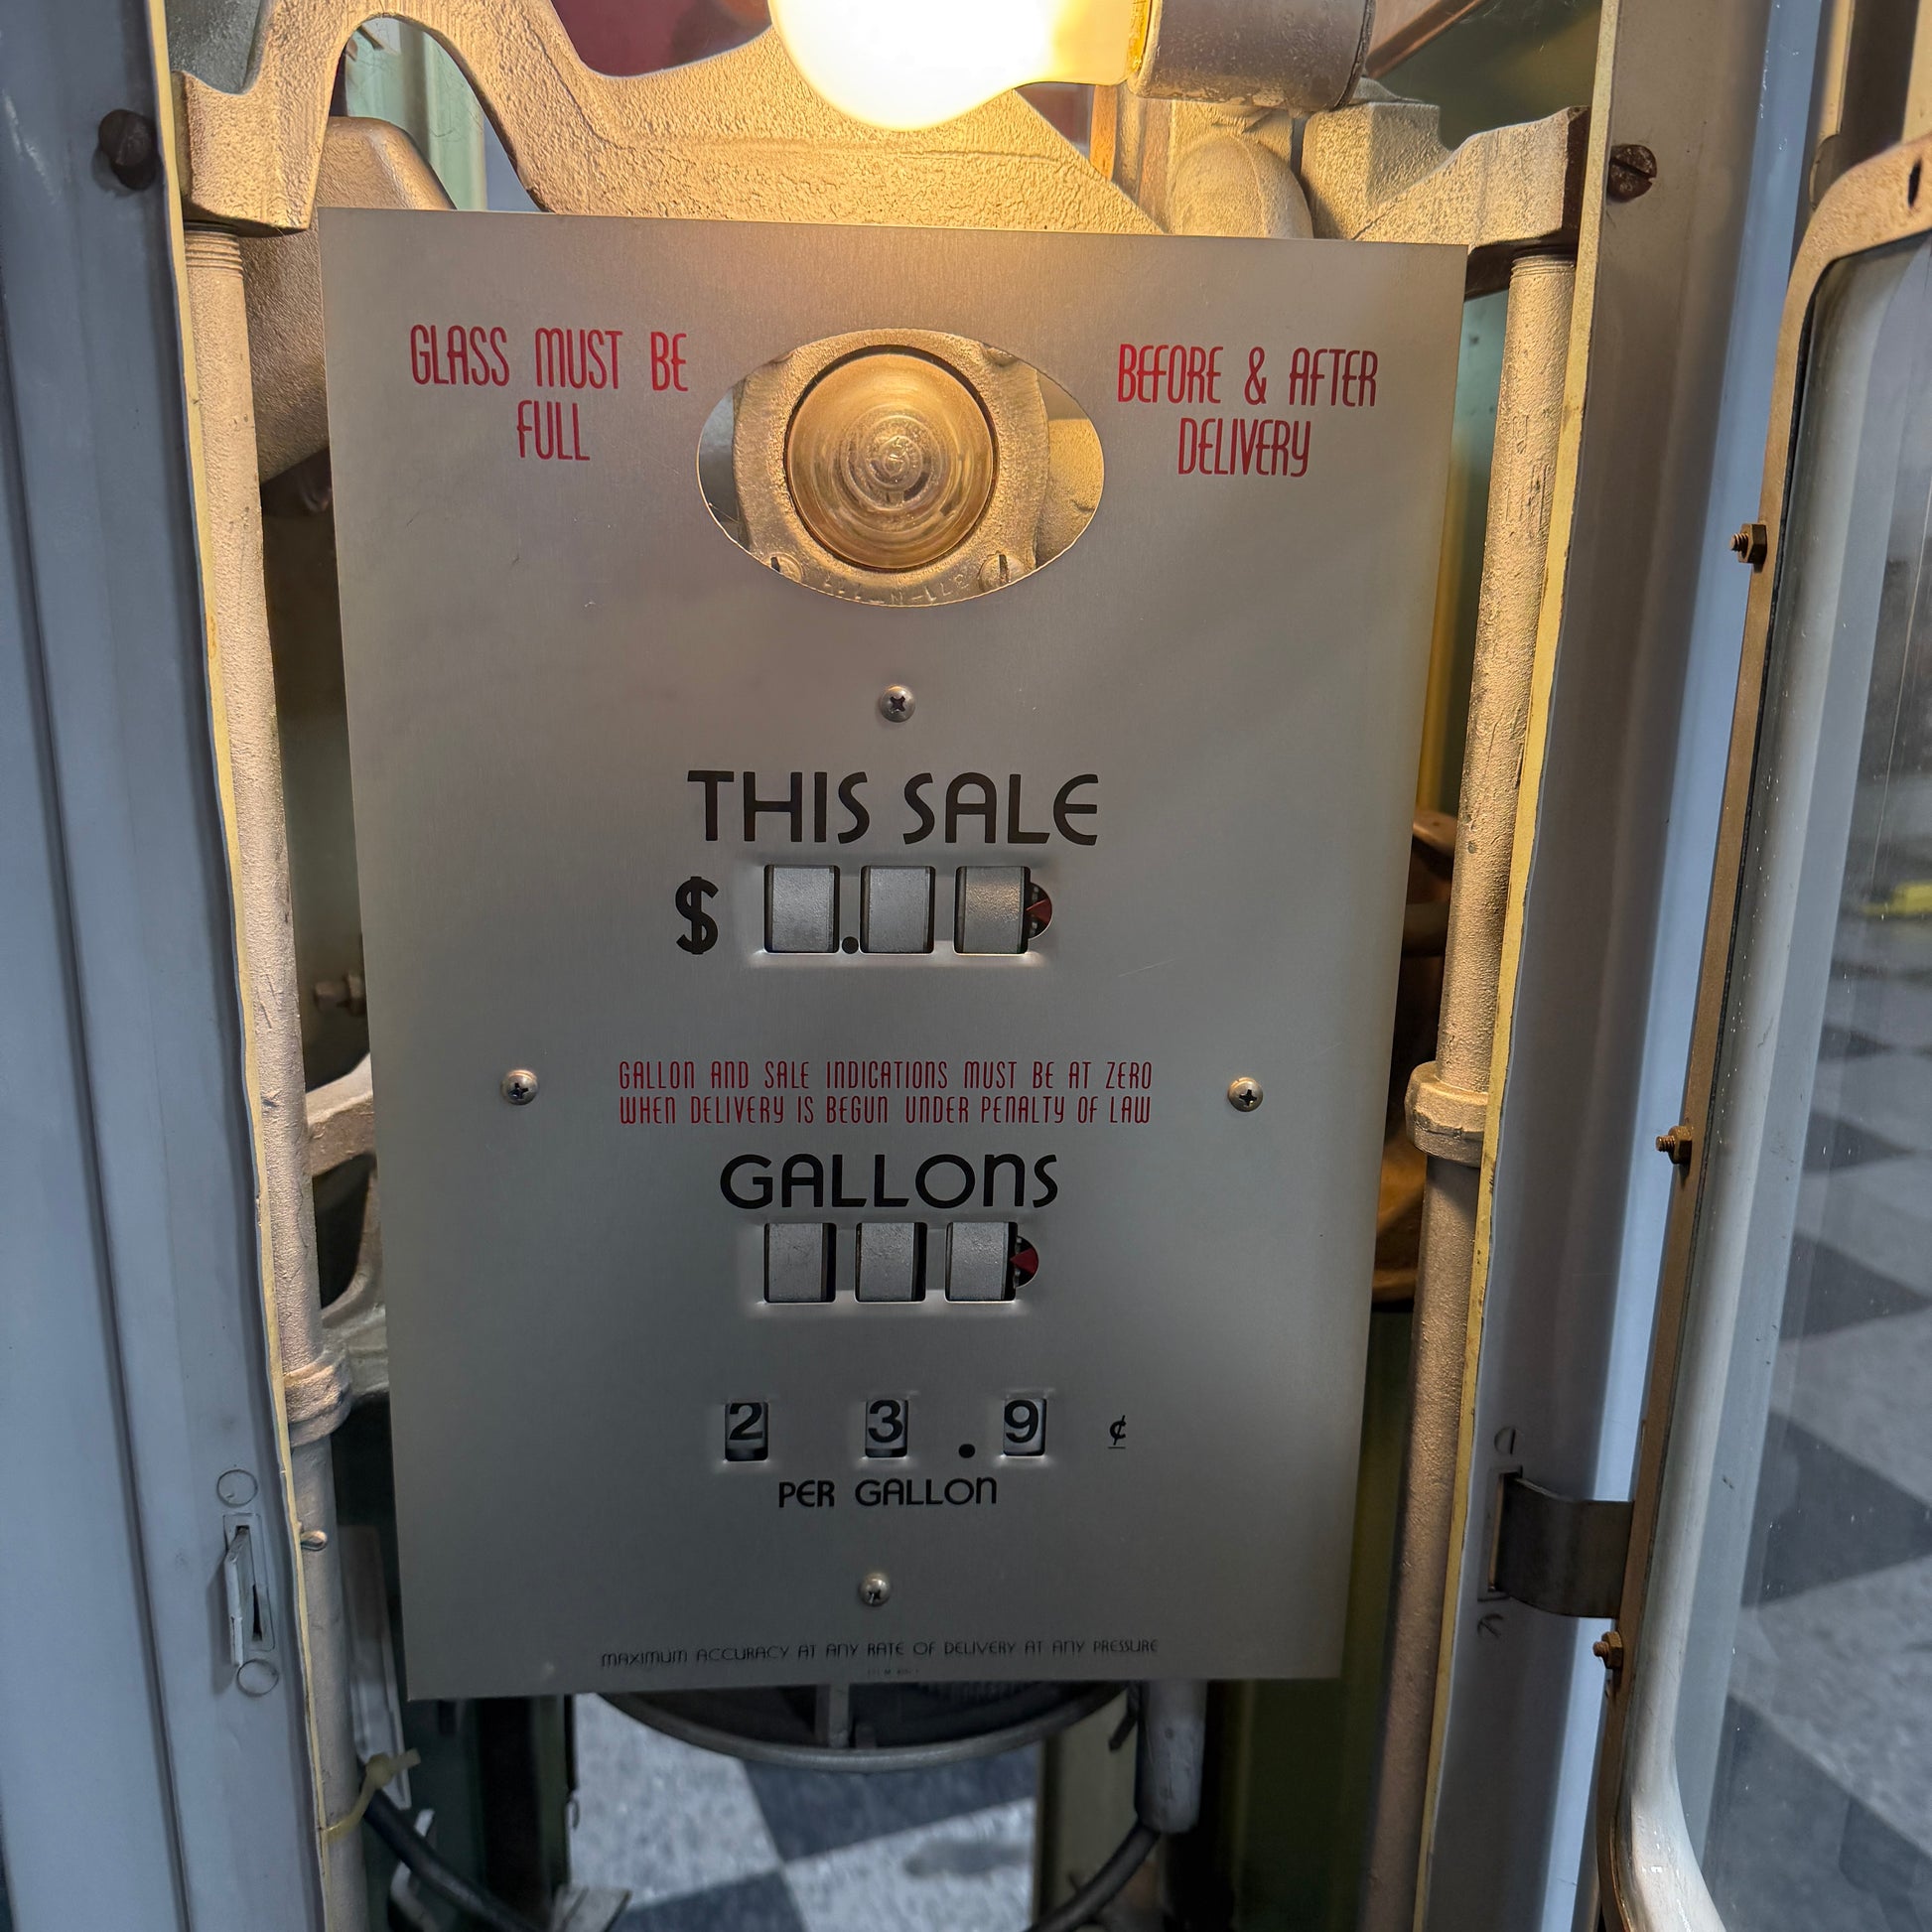 GLASS MUST BE
FULL
BEFORE & AFTER
DELIVERY
THIS SALE
$ .
GALLON AND SALE INDICATIONS MUST BE AT ZERO
WHEN DELIVERY IS BEGUN UNDER PENALTY OF LAW
GALLONS
2 3.9 ¢
PER GALLON
MAXIMUM ACCURACY AT ANY RATE OF DELIVERY AT ANY PRESSURE